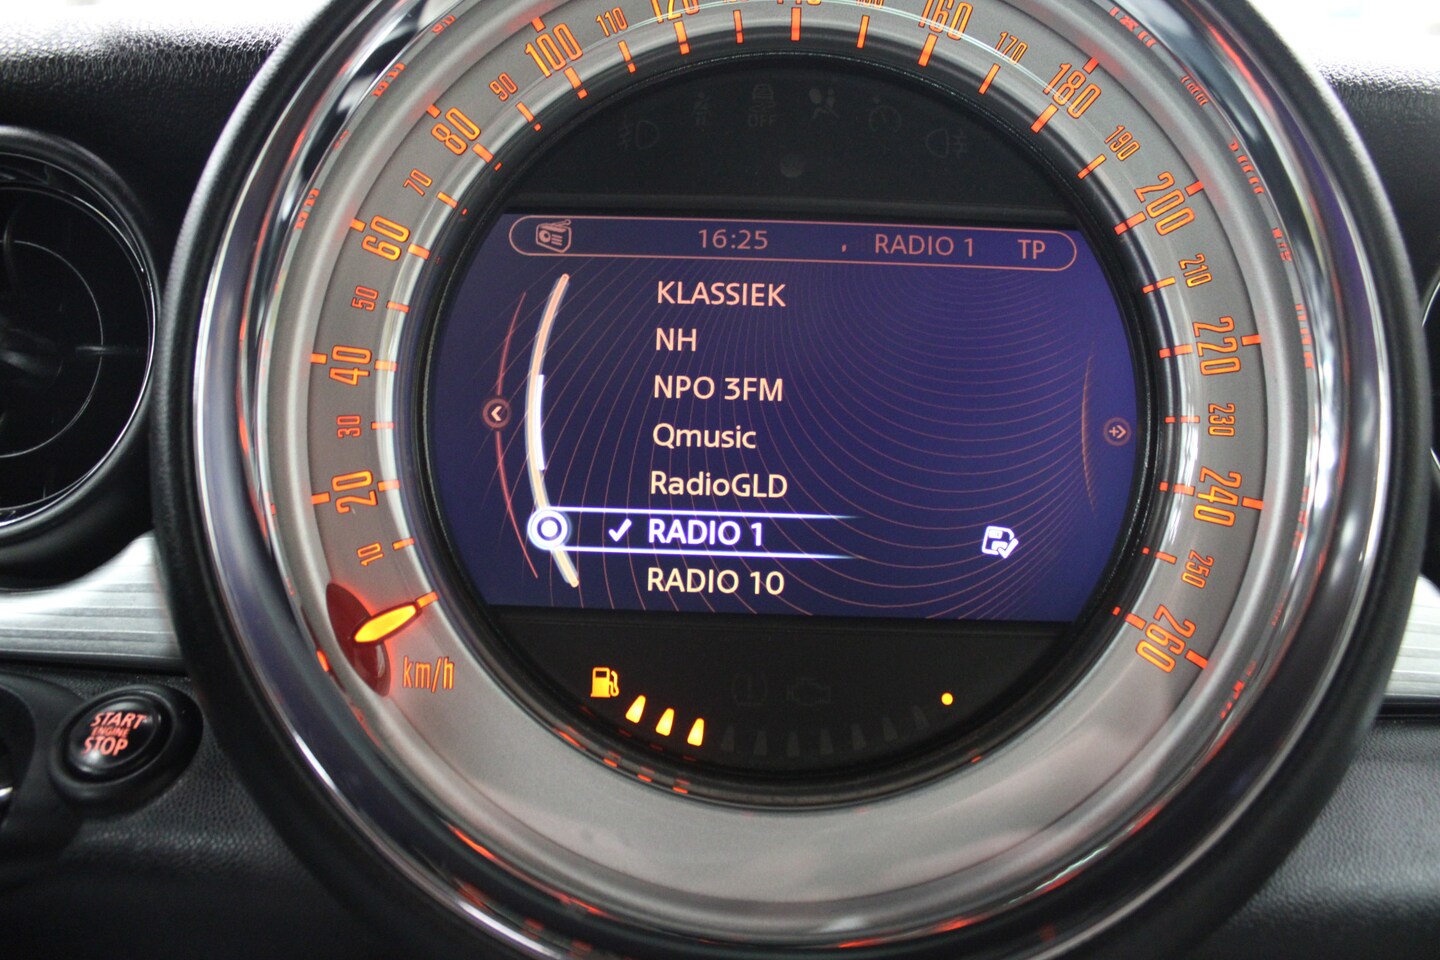 16:25 RADIO 1 TP
KLASSIEK
NH
NPO 3FM
Qmusic
RadioGLD
RADIO 1
RADIO 10
10
20
30
40
50
60
70
80
90
100
110
120
160
170
180
190
200
210
220
230
240
250
260
km/h
OFF
START
ENGINE
STOP